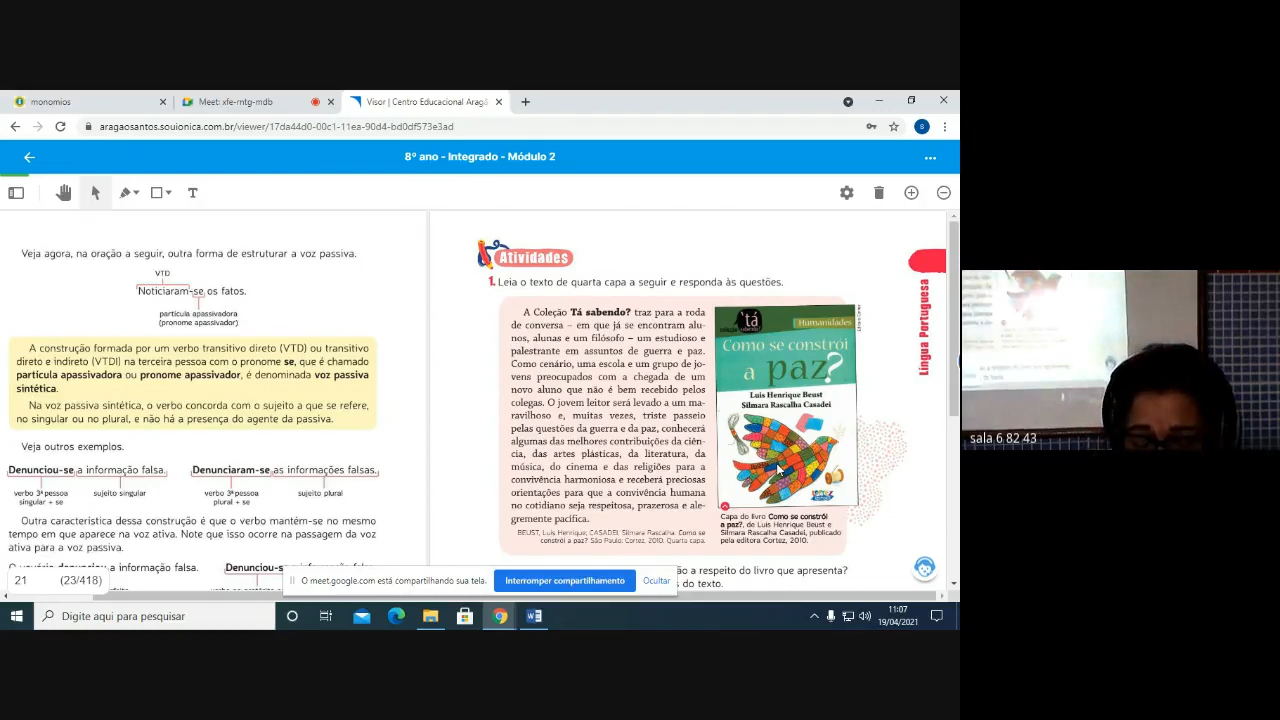 monomios
Meet: xfe-mtg-mdb
Visor | Centro Educacional Aragã
aragaosantos.souionica.com.br/viewer/17da44d0-00c1-11ea-90d4-bd0df573e3ad
S
8º ano - Integrado - Módulo 2
T
Veja agora, na oração a seguir, outra forma de estruturar a voz passiva.
VTD
Noticiaram-se os fatos.
partícula apassivadora
(pronome apassivador)
A construção formada por um verbo transitivo direto (VTD) ou transitivo
direto e indireto (VTDI) na terceira pessoa com o pronome se, que é chamado
partícula apassivadora ou pronome apassivador, é denominada voz passiva
sintética.
Na voz passiva sintética, o verbo concorda com o sujeito a que se refere,
no singular ou no plural, e não há a presença do agente da passiva.
Veja outros exemplos.
Denunciou-se a informação falsa. Denunciaram-se as informações falsas.
verbo 3ª pessoa sujeito singular verbo 3ª pessoa sujeito plural
singular + se plural + se
Outra característica dessa construção é que o verbo mantém-se no mesmo
tempo em que aparece na voz ativa. Note que isso ocorre na passagem da voz
ativa para a voz passiva.
a informação falsa. Denunciou-s
21 (23/418)
Atividades
1. Leia o texto de quarta capa a seguir e responda às questões.
A Coleção Tá sabendo? traz para a roda
de conversa – em que já se encontram alu-
nos, alunas e um filósofo – um estudioso e
palestrante em assuntos de guerra e paz.
Como cenário, uma escola e um grupo de jo-
vens preocupados com a chegada de um
novo aluno que não é bem recebido pelos
colegas. O jovem leitor será levado a um ma-
ravilhoso e, muitas vezes, triste passeio
pelas questões da guerra e da paz, conhecerá
algumas das melhores contribuições da ciên-
cia, das artes plásticas, da literatura, da
música, do cinema e das religiões para a
convivência harmoniosa e receberá preciosas
orientações para que a convivência humana
no cotidiano seja respeitosa, prazerosa e ale-
gremente pacífica.
BEUST, Luis Henrique; CASADEI, Silmara Rascalha. Como se
constrói a paz? São Paulo: Cortez, 2010. Quarta capa.
coleção 'tá sabendo?
Humanidades
Como se constrói
a paz?
Luis Henrique Beust
Silmara Rascalha Casadei
Capa do livro Como se constrói
a paz?, de Luis Henrique Beust e
Silmara Rascalha Casadei, publicado
pela editora Cortez, 2010.
Língua Portuguesa
ão a respeito do livro que apresenta?
s do texto.
O meet.google.com está compartilhando sua tela. Interromper compartilhamento Ocultar
Digite aqui para pesquisar
11:07
19/04/2021
sala 6 82 43